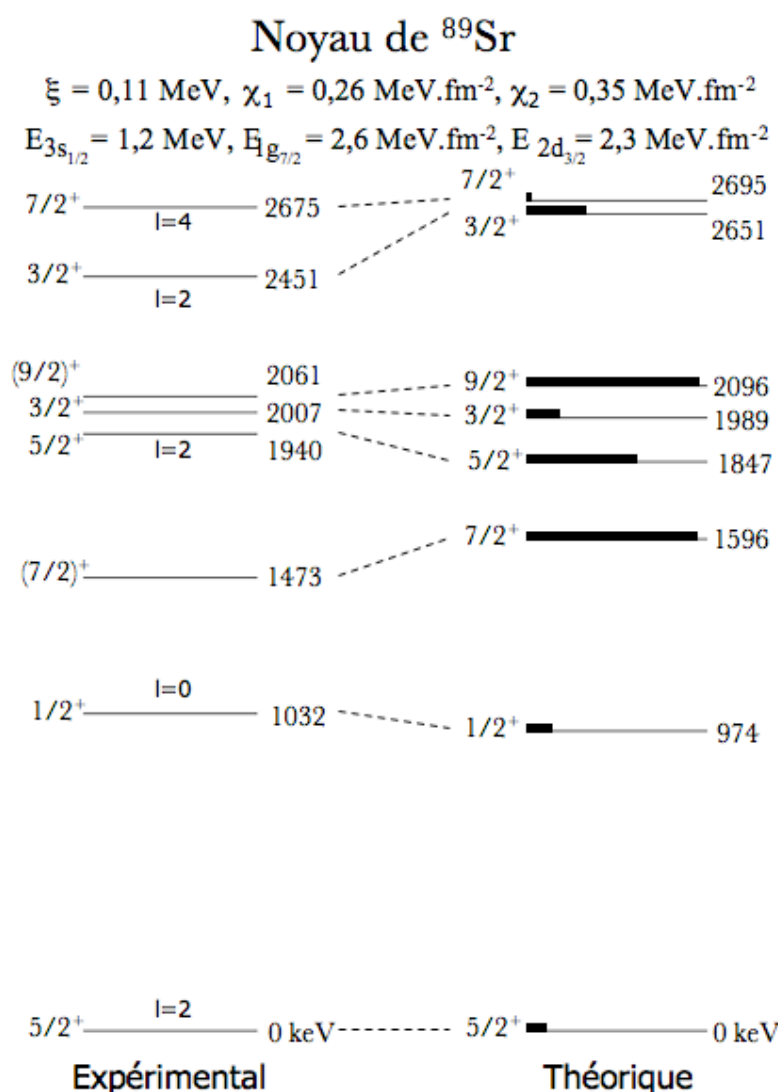 Noyau de ⁸⁹Sr
ξ = 0,11 MeV, χ₁ = 0,26 MeV.fm⁻², χ₂ = 0,35 MeV.fm⁻²
E₃ₛ₁/₂ = 1,2 MeV, E₁g₇/₂ = 2,6 MeV.fm⁻², E ₂d₃/₂ = 2,3 MeV.fm⁻²
7/2⁺ 2675 7/2⁺ 2695
l=4
3/2⁺ 2651
3/2⁺ 2451
l=2
(9/2)⁺ 2061 9/2⁺ 2096
3/2⁺ 2007 3/2⁺ 1989
5/2⁺ l=2 1940 5/2⁺ 1847
7/2⁺ 1596
(7/2)⁺ 1473
l=0
1/2⁺ 1032 1/2⁺ 974
l=2
5/2⁺ 0 keV 5/2⁺ 0 keV
Expérimental Théorique